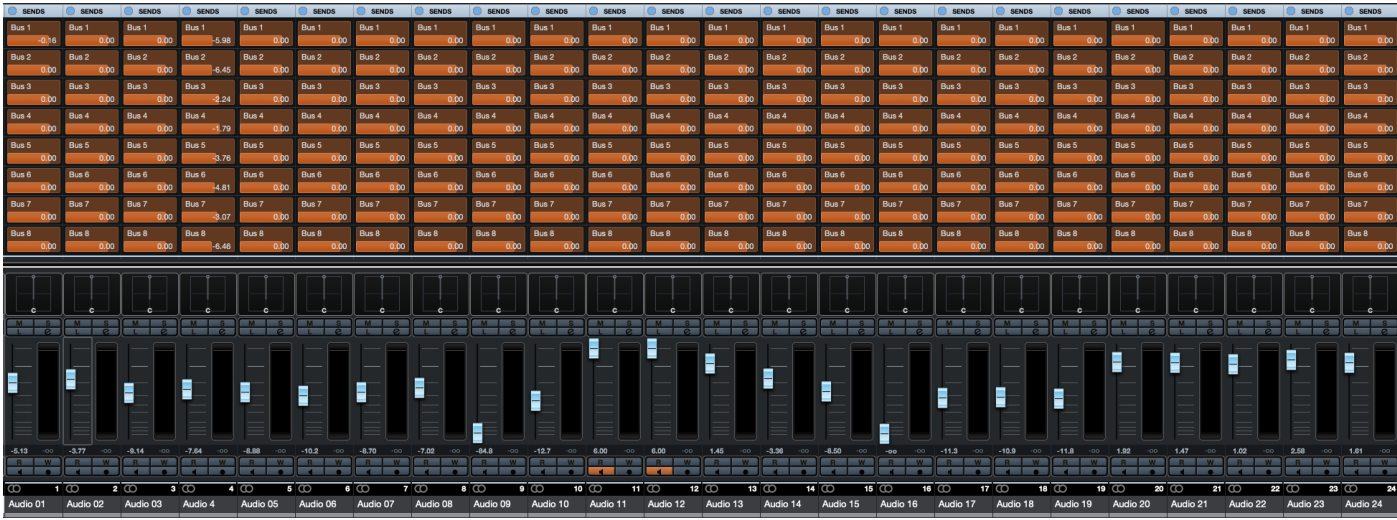 SENDS SENDS SENDS SENDS SENDS SENDS SENDS SENDS SENDS SENDS SENDS SENDS SENDS SENDS SENDS SENDS SENDS SENDS SENDS SENDS SENDS SENDS SENDS SENDS
Bus 1 Bus 1 Bus 1 Bus 1 Bus 1 Bus 1 Bus 1 Bus 1 Bus 1 Bus 1 Bus 1 Bus 1 Bus 1 Bus 1 Bus 1 Bus 1 Bus 1 Bus 1 Bus 1 Bus 1 Bus 1 Bus 1 Bus 1 Bus 1
-0.16 0.00 0.00 -5.98 0.00 0.00 0.00 0.00 0.00 0.00 0.00 0.00 0.00 0.00 0.00 0.00 0.00 0.00 0.00 0.00 0.00 0.00 0.00 0.00
Bus 2 Bus 2 Bus 2 Bus 2 Bus 2 Bus 2 Bus 2 Bus 2 Bus 2 Bus 2 Bus 2 Bus 2 Bus 2 Bus 2 Bus 2 Bus 2 Bus 2 Bus 2 Bus 2 Bus 2 Bus 2 Bus 2 Bus 2 Bus 2
0.00 0.00 0.00 -6.45 0.00 0.00 0.00 0.00 0.00 0.00 0.00 0.00 0.00 0.00 0.00 0.00 0.00 0.00 0.00 0.00 0.00 0.00 0.00 0.00
Bus 3 Bus 3 Bus 3 Bus 3 Bus 3 Bus 3 Bus 3 Bus 3 Bus 3 Bus 3 Bus 3 Bus 3 Bus 3 Bus 3 Bus 3 Bus 3 Bus 3 Bus 3 Bus 3 Bus 3 Bus 3 Bus 3 Bus 3 Bus 3
0.00 0.00 0.00 -2.24 0.00 0.00 0.00 0.00 0.00 0.00 0.00 0.00 0.00 0.00 0.00 0.00 0.00 0.00 0.00 0.00 0.00 0.00 0.00 0.00
Bus 4 Bus 4 Bus 4 Bus 4 Bus 4 Bus 4 Bus 4 Bus 4 Bus 4 Bus 4 Bus 4 Bus 4 Bus 4 Bus 4 Bus 4 Bus 4 Bus 4 Bus 4 Bus 4 Bus 4 Bus 4 Bus 4 Bus 4 Bus 4
0.00 0.00 0.00 -1.79 0.00 0.00 0.00 0.00 0.00 0.00 0.00 0.00 0.00 0.00 0.00 0.00 0.00 0.00 0.00 0.00 0.00 0.00 0.00 0.00
Bus 5 Bus 5 Bus 5 Bus 5 Bus 5 Bus 5 Bus 5 Bus 5 Bus 5 Bus 5 Bus 5 Bus 5 Bus 5 Bus 5 Bus 5 Bus 5 Bus 5 Bus 5 Bus 5 Bus 5 Bus 5 Bus 5 Bus 5 Bus 5
0.00 0.00 0.00 -3.76 0.00 0.00 0.00 0.00 0.00 0.00 0.00 0.00 0.00 0.00 0.00 0.00 0.00 0.00 0.00 0.00 0.00 0.00 0.00 0.00
Bus 6 Bus 6 Bus 6 Bus 6 Bus 6 Bus 6 Bus 6 Bus 6 Bus 6 Bus 6 Bus 6 Bus 6 Bus 6 Bus 6 Bus 6 Bus 6 Bus 6 Bus 6 Bus 6 Bus 6 Bus 6 Bus 6 Bus 6 Bus 6
0.00 0.00 0.00 -4.81 0.00 0.00 0.00 0.00 0.00 0.00 0.00 0.00 0.00 0.00 0.00 0.00 0.00 0.00 0.00 0.00 0.00 0.00 0.00 0.00
Bus 7 Bus 7 Bus 7 Bus 7 Bus 7 Bus 7 Bus 7 Bus 7 Bus 7 Bus 7 Bus 7 Bus 7 Bus 7 Bus 7 Bus 7 Bus 7 Bus 7 Bus 7 Bus 7 Bus 7 Bus 7 Bus 7 Bus 7 Bus 7
0.00 0.00 0.00 -3.07 0.00 0.00 0.00 0.00 0.00 0.00 0.00 0.00 0.00 0.00 0.00 0.00 0.00 0.00 0.00 0.00 0.00 0.00 0.00 0.00
Bus 8 Bus 8 Bus 8 Bus 8 Bus 8 Bus 8 Bus 8 Bus 8 Bus 8 Bus 8 Bus 8 Bus 8 Bus 8 Bus 8 Bus 8 Bus 8 Bus 8 Bus 8 Bus 8 Bus 8 Bus 8 Bus 8 Bus 8 Bus 8
0.00 0.00 0.00 -6.46 0.00 0.00 0.00 0.00 0.00 0.00 0.00 0.00 0.00 0.00 0.00 0.00 0.00 0.00 0.00 0.00 0.00 0.00 0.00 0.00
C C C C C C C C C C C C C C C C C C C C C C C C
M S M S M S M S M S M S M S M S M S M S M S M S M S M S M S M S M S M S M S M S M S M S M S M S
L e L e L e L e L e L e L e L e L e L e L e L e L e L e L e L e L e L e L e L e L e L e L e L e
-5.13 -oo -3.77 -oo -9.14 -oo -7.64 -oo -8.88 -oo -10.2 -oo -8.70 -oo -7.02 -oo -84.8 -oo -12.7 -oo 6.00 -oo 6.00 -oo 1.45 -oo -3.36 -oo -8.50 -oo -oo -oo -11.3 -oo -10.9 -oo -11.8 -oo 1.92 -oo 1.47 -oo 1.02 -oo 2.58 -oo 1.61 -oo
R W R W R W R W R W R W R W R W R W R W R W R W R W R W R W R W R W R W R W R W R W R W R W R W
1 2 3 4 5 6 7 8 9 10 11 12 13 14 15 16 17 18 19 20 21 22 23 24
Audio 01 Audio 02 Audio 03 Audio 4 Audio 05 Audio 06 Audio 07 Audio 08 Audio 09 Audio 10 Audio 11 Audio 12 Audio 13 Audio 14 Audio 15 Audio 16 Audio 17 Audio 18 Audio 19 Audio 20 Audio 21 Audio 22 Audio 23 Audio 24